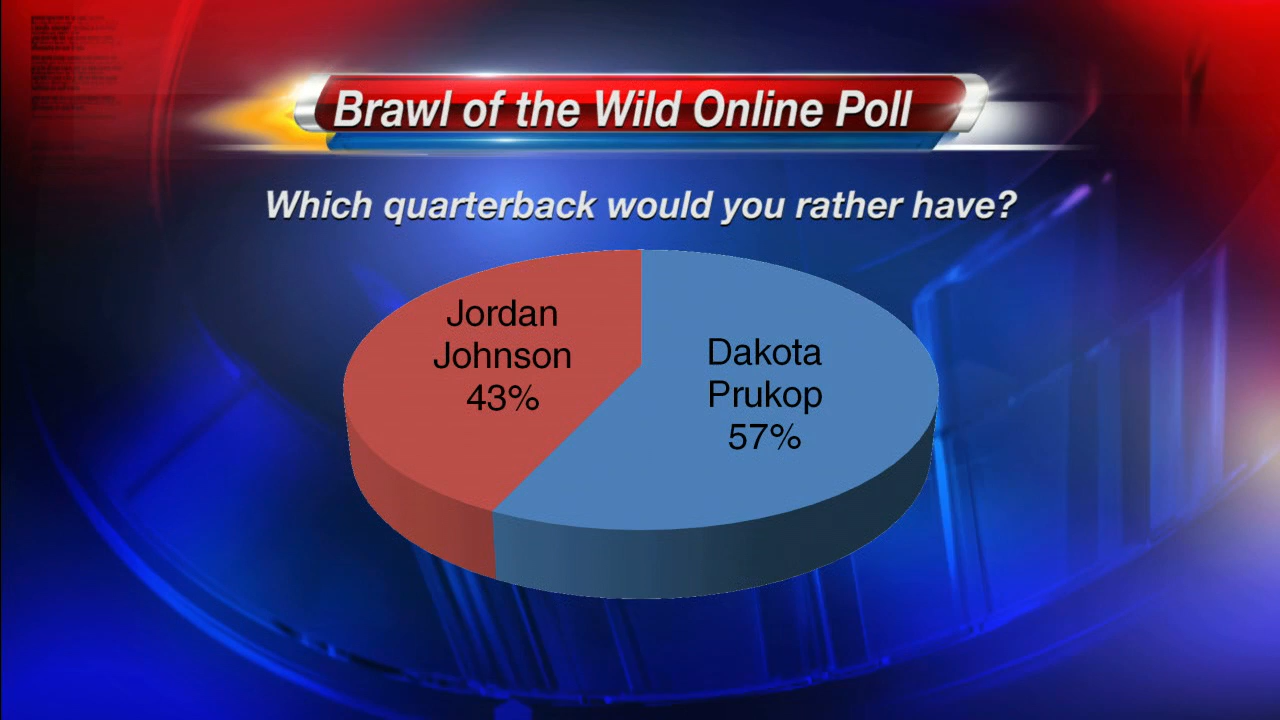 Brawl of the Wild Online Poll
Which quarterback would you rather have?
Jordan
Johnson
43%
Dakota
Prukop
57%